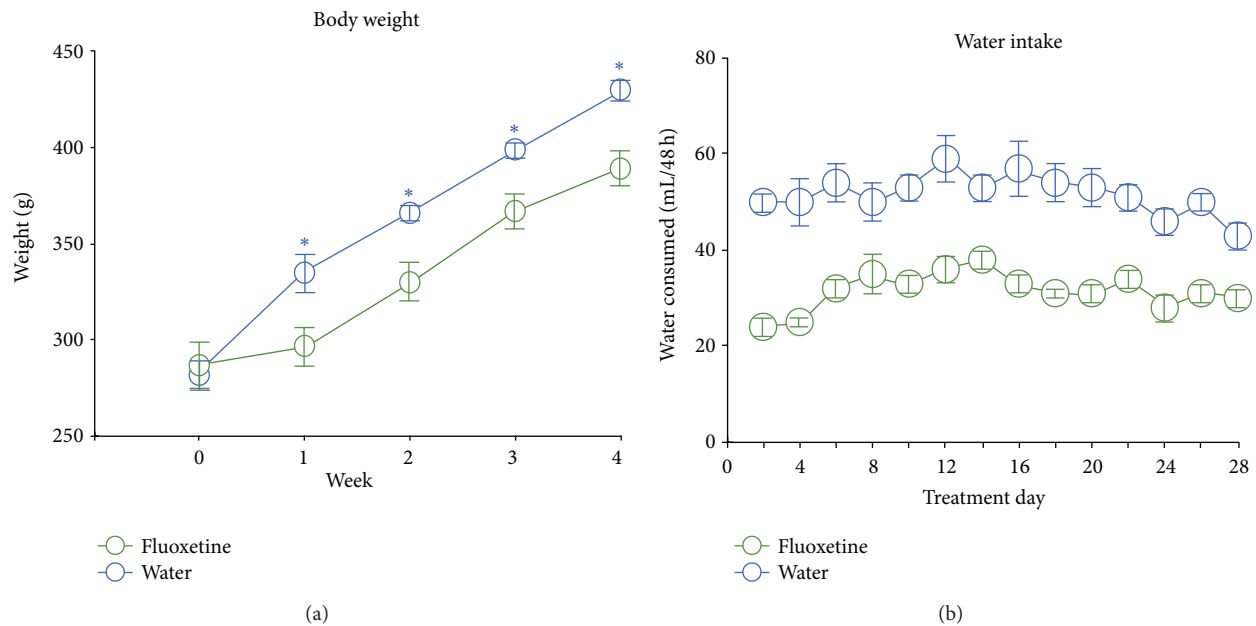 Body weight
450
400
350
300
250
Weight (g)
*
*
*
*
0 1 2 3 4
Week
Fluoxetine
Water
(a)
Water intake
80
60
40
20
0
Water consumed (mL/48 h)
0 4 8 12 16 20 24 28
Treatment day
Fluoxetine
Water
(b)